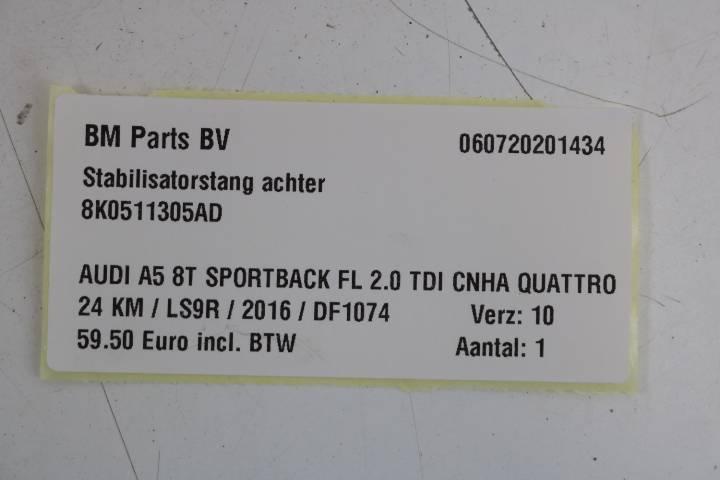 BM Parts BV 060720201434
Stabilisatorstang achter
8K0511305AD
AUDI A5 8T SPORTBACK FL 2.0 TDI CNHA QUATTRO
24 KM / LS9R / 2016 / DF1074 Verz: 10
59.50 Euro incl. BTW Aantal: 1